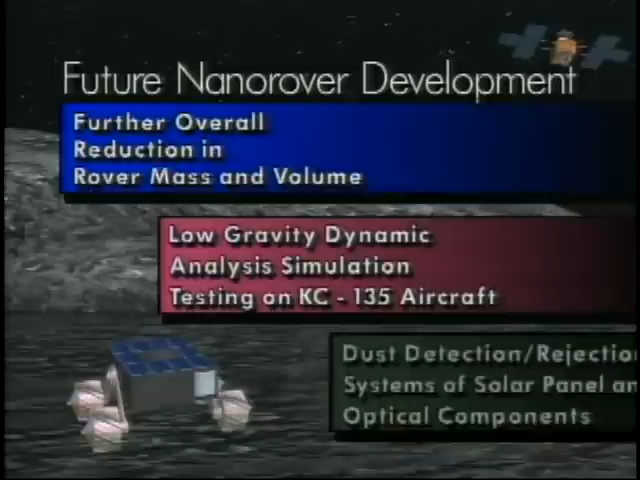 Future Nanorover Development
Further Overall
Reduction in
Rover Mass and Volume
Low Gravity Dynamic
Analysis Simulation
Testing on KC - 135 Aircraft
Dust Detection/Rejectio
Systems of Solar Panel an
Optical Components